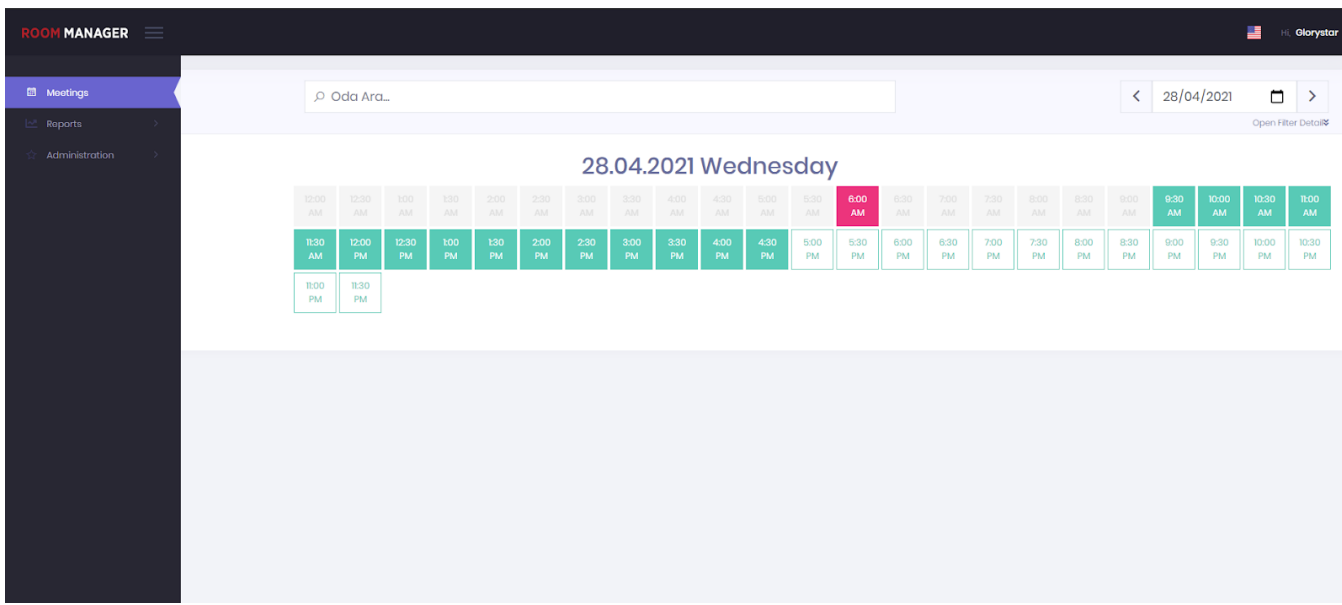 ROOM MANAGER
Hi, Glorystar
Meetings
Reports
Administration
Oda Ara...
28/04/2021
Open Filter Detail
28.04.2021 Wednesday
12:00 AM 12:30 AM 1:00 AM 1:30 AM 2:00 AM 2:30 AM 3:00 AM 3:30 AM 4:00 AM 4:30 AM 5:00 AM 5:30 AM 6:00 AM 6:30 AM 7:00 AM 7:30 AM 8:00 AM 8:30 AM 9:00 AM 9:30 AM 10:00 AM 10:30 AM 11:00 AM
11:30 AM 12:00 PM 12:30 PM 1:00 PM 1:30 PM 2:00 PM 2:30 PM 3:00 PM 3:30 PM 4:00 PM 4:30 PM 5:00 PM 5:30 PM 6:00 PM 6:30 PM 7:00 PM 7:30 PM 8:00 PM 8:30 PM 9:00 PM 9:30 PM 10:00 PM 10:30 PM
11:00 PM 11:30 PM